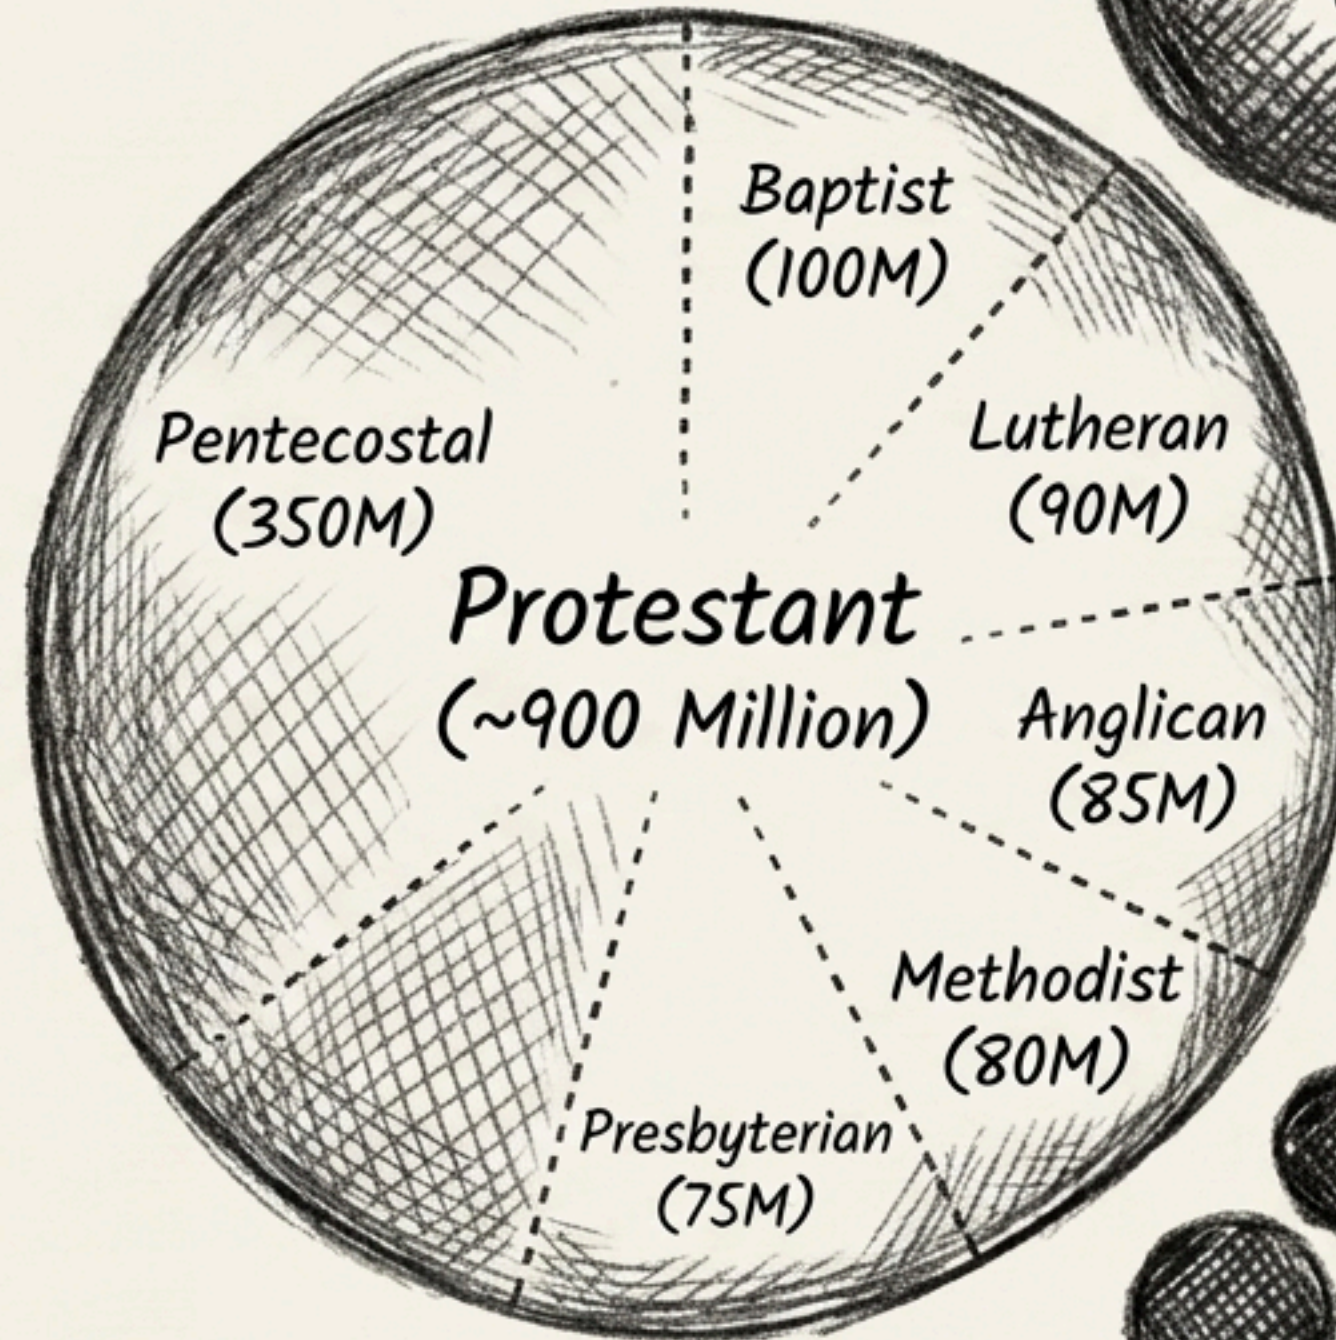 Baptist
(100M)
Lutheran
(90M)
Pentecostal
(350M)
Protestant
(~900 Million)
Anglican
(85M)
Methodist
(80M)
Presbyterian
(75M)